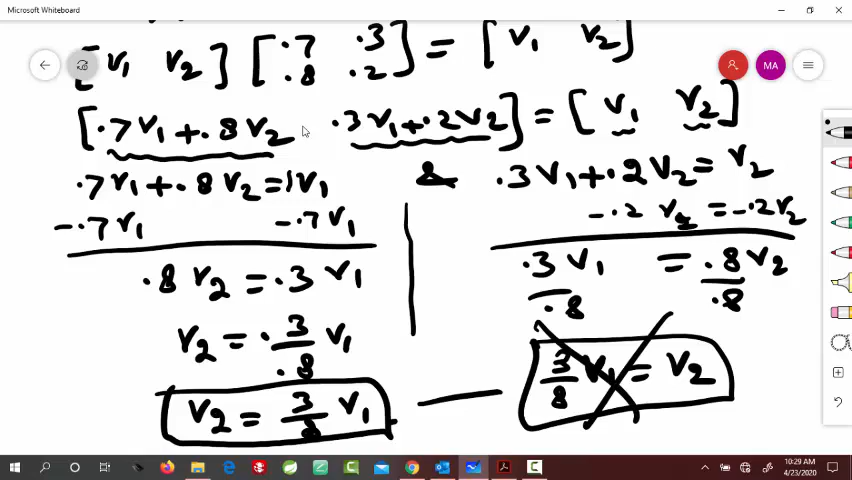 Microsoft Whiteboard
[v1 v2] [.7 .3 .8 .2] = [v1 v2]
MA
[.7v1+.8v2 .3v1+.2v2] = [v1 v2]
.7v1+.8v2=1v1 & .3v1+.2v2=v2
-.7v1 -.7v1 -.2v2=-.2v2
.8v2=.3v1 .3v1/.8 = .8v2/.8
v2=.3/.8 v1
v2=3/8 v1 3/8 v1=v2
10:29 AM
4/23/2020